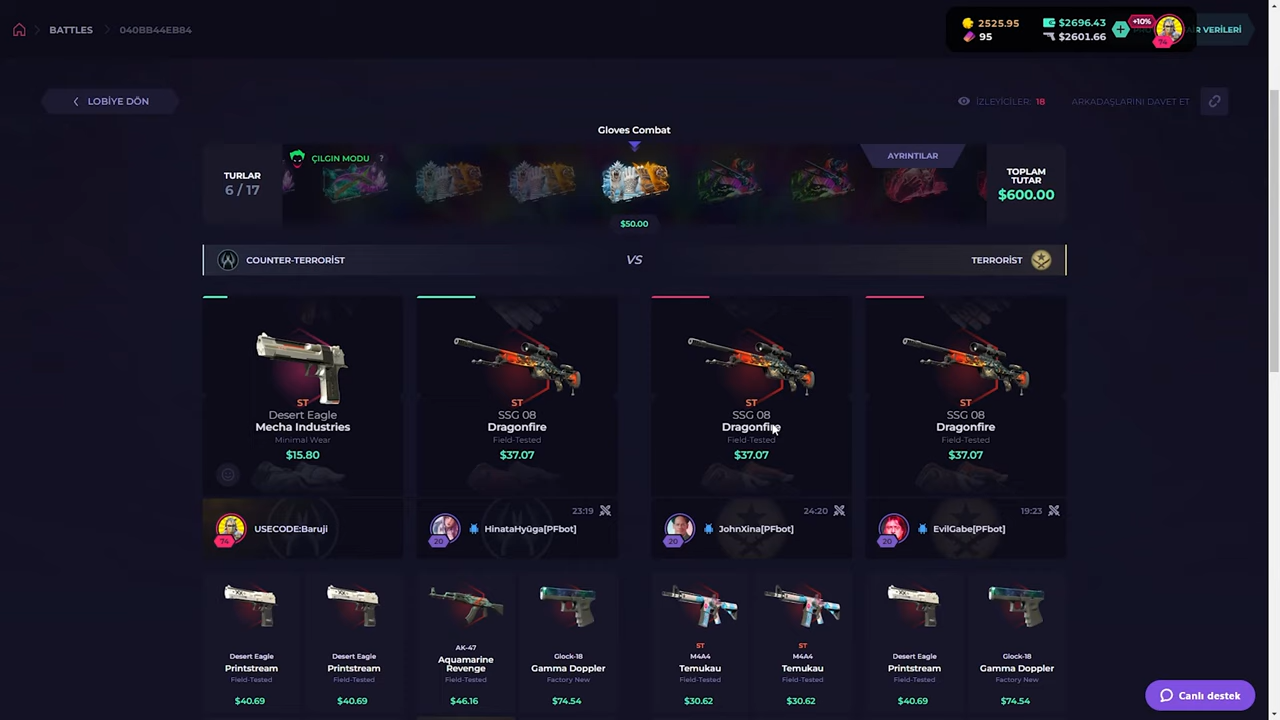 BATTLES
040BB44EB84
2525.95
95
$2696.43
$2601.66
+10%
74
AİR VERİLERİ
LOBİYE DÖN
İZLEYİCİLER: 18
ARKADAŞLARINI DAVET ET
Gloves Combat
ÇILGIN MODU ?
AYRINTILAR
TURLAR
6 / 17
TOPLAM
TUTAR
$600.00
$50.00
COUNTER-TERRORİST
VS
TERRORİST
ST
Desert Eagle
Mecha Industries
Minimal Wear
$15.80
ST
SSG 08
Dragonfire
Field-Tested
$37.07
ST
SSG 08
Dragonfire
Field-Tested
$37.07
ST
SSG 08
Dragonfire
Field-Tested
$37.07
74
USECODE:Baruji
23:19
20
HinataHyūga[PFbot]
24:20
20
JohnXina[PFbot]
19:23
20
EvilGabe[PFbot]
Desert Eagle
Printstream
Field-Tested
$40.69
Desert Eagle
Printstream
Field-Tested
$40.69
AK-47
Aquamarine
Revenge
Field-Tested
$46.16
Glock-18
Gamma Doppler
Factory New
$74.54
ST
M4A4
Temukau
Field-Tested
$30.62
ST
M4A4
Temukau
Field-Tested
$30.62
Desert Eagle
Printstream
Field-Tested
$40.69
Glock-18
Gamma Doppler
Factory New
$74.54
Canlı destek